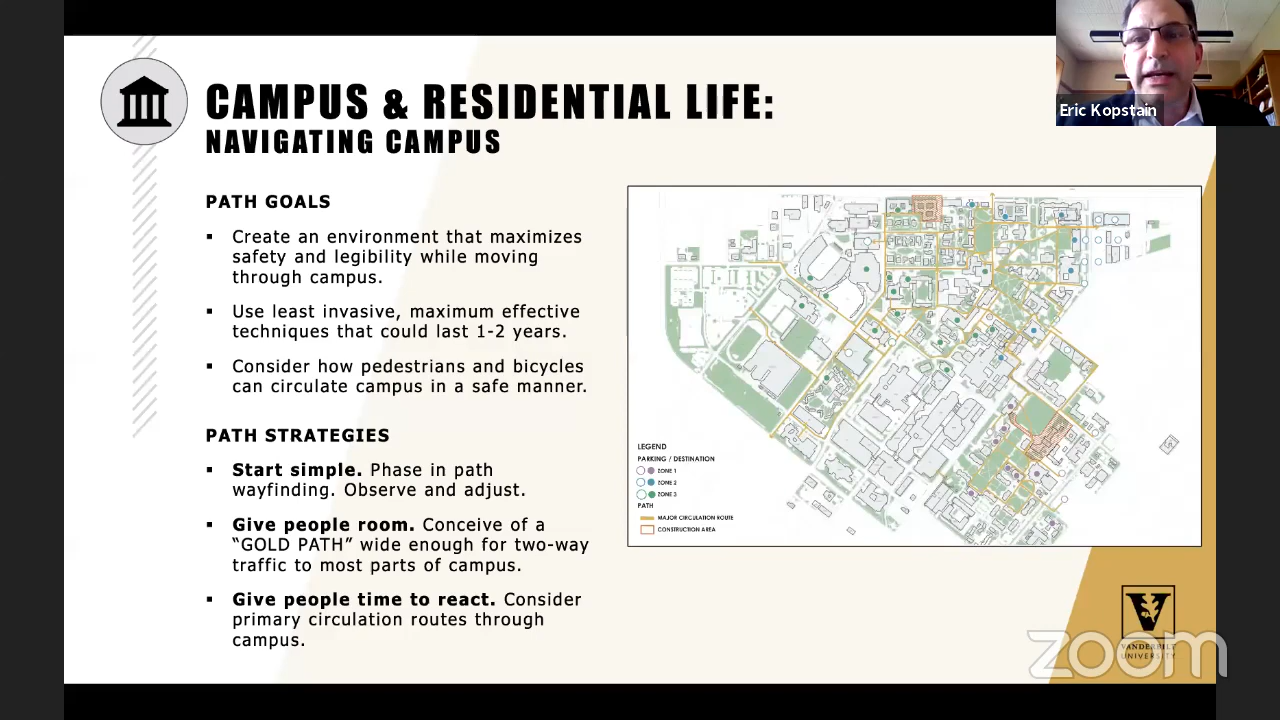 CAMPUS & RESIDENTIAL LIFE:
NAVIGATING CAMPUS
Eric Kopstain
PATH GOALS
▪ Create an environment that maximizes
safety and legibility while moving
through campus.
▪ Use least invasive, maximum effective
techniques that could last 1-2 years.
▪ Consider how pedestrians and bicycles
can circulate campus in a safe manner.
PATH STRATEGIES
▪ Start simple. Phase in path
wayfinding. Observe and adjust.
▪ Give people room. Conceive of a
“GOLD PATH” wide enough for two-way
traffic to most parts of campus.
▪ Give people time to react. Consider
primary circulation routes through
campus.
LEGEND
PARKING / DESTINATION
ZONE 1
ZONE 2
ZONE 3
PATH
MAJOR CIRCULATION ROUTE
CONSTRUCTION AREA
V
VANDERBILT
UNIVERSITY
zoom